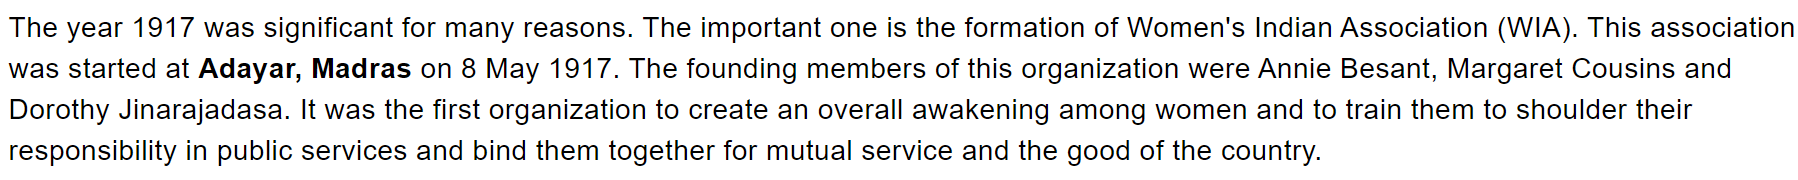 The year 1917 was significant for many reasons. The important one is the formation of Women's Indian Association (WIA). This association
was started at Adayar, Madras on 8 May 1917. The founding members of this organization were Annie Besant, Margaret Cousins and
Dorothy Jinarajadasa. It was the first organization to create an overall awakening among women and to train them to shoulder their
responsibility in public services and bind them together for mutual service and the good of the country.